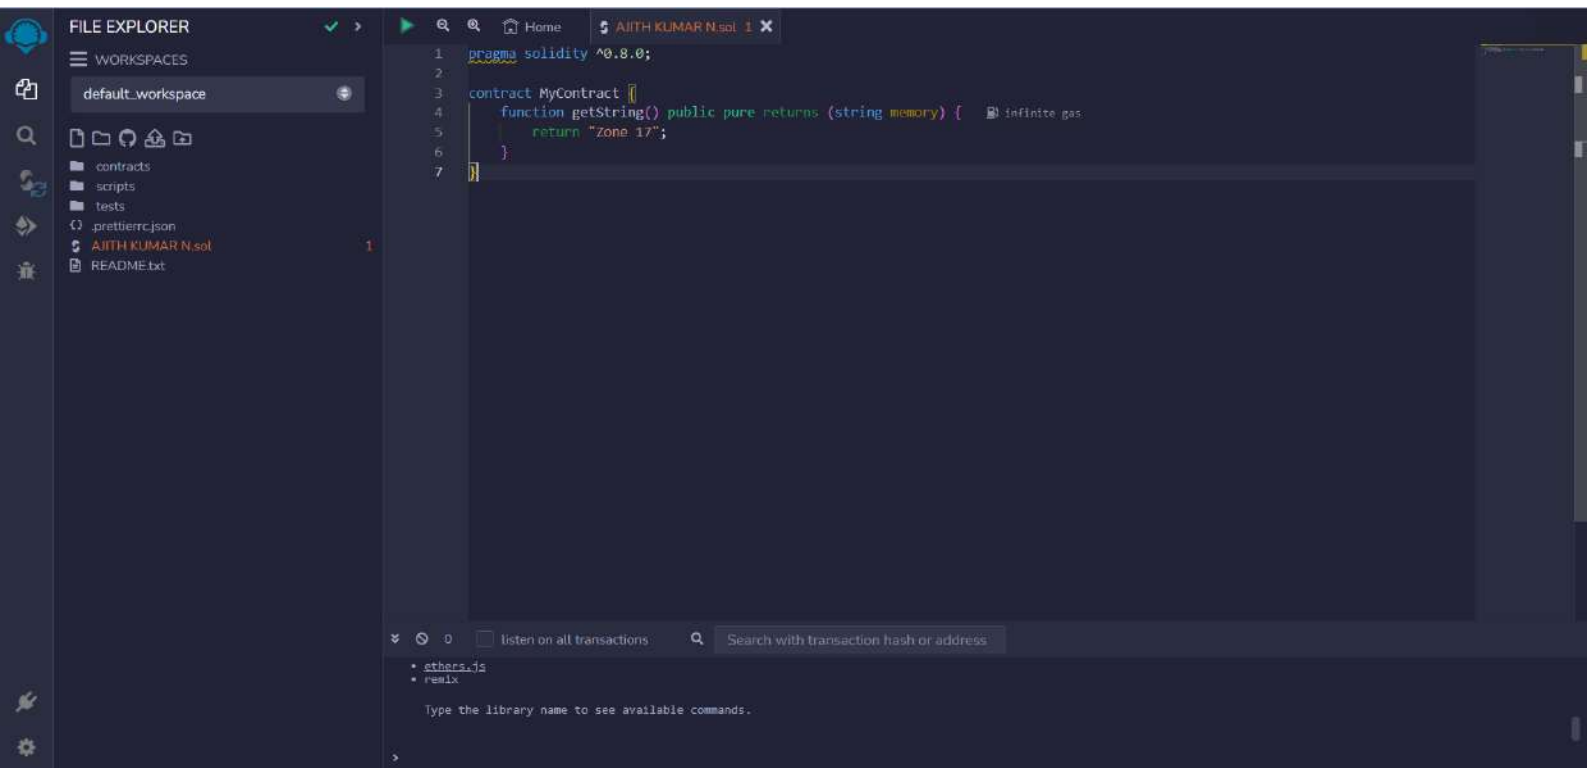 FILE EXPLORER
WORKSPACES
default_workspace
contracts
scripts
tests
.prettierrc.json
AJITH KUMAR N.sol 1
README.txt
Home
AJITH KUMAR N.sol 1
1 pragma solidity ^0.8.0;
2
3 contract MyContract {
4 function getString() public pure returns (string memory) { infinite gas
5 return "Zone 17";
6 }
7 }
0 listen on all transactions Search with transaction hash or address
• ethers.js
• remix
Type the library name to see available commands.
>